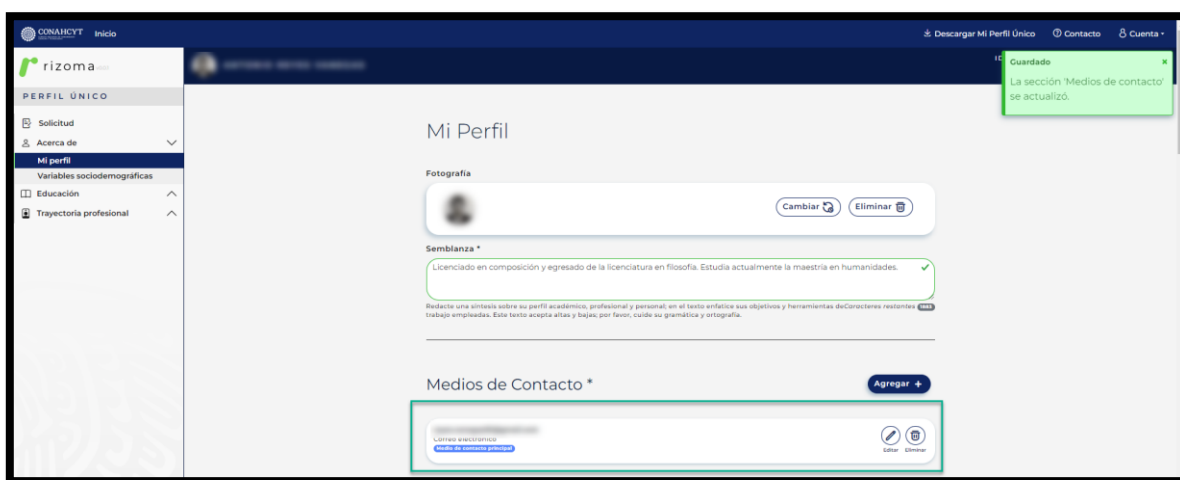 CONAHCYT Inicio
Descargar Mi Perfil Único Contacto Cuenta
rizoma
Guardado ×
La sección 'Medios de contacto'
se actualizó.
PERFIL ÚNICO
Solicitud
Acerca de
Mi perfil
Variables sociodemográficas
Educación
Trayectoria profesional
Mi Perfil
Fotografía
Cambiar
Eliminar
Semblanza *
Licenciado en composición y egresado de la licenciatura en filosofía. Estudia actualmente la maestría en humanidades.
Redacte una síntesis sobre su perfil académico, profesional y personal; en el texto enfatice sus objetivos y herramientas de Caracteres restantes
trabajo empleadas. Este texto acepta altas y bajas; por favor, cuide su gramática y ortografía.
Medios de Contacto *
Agregar +
Correo electrónico
Medio de contacto principal
Editar Eliminar